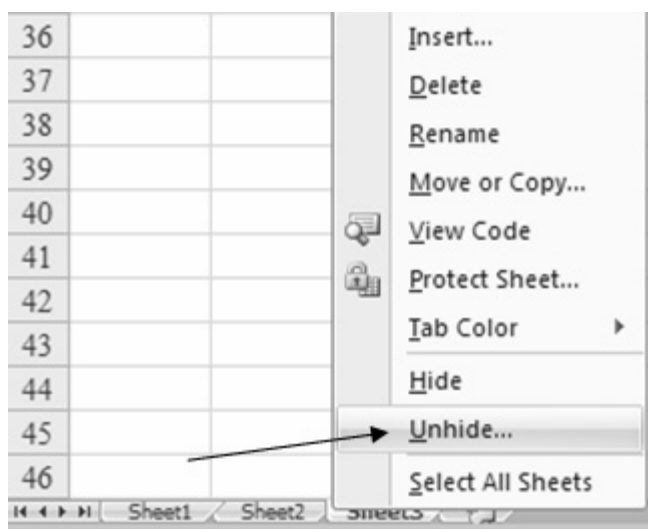 36
Insert...
37
Delete
38
Rename
39
Move or Copy...
40
View Code
41
Protect Sheet...
42
Tab Color
43
44
Hide
45
Unhide...
46
Select All Sheets
Sheet1 Sheet2 Sheet3